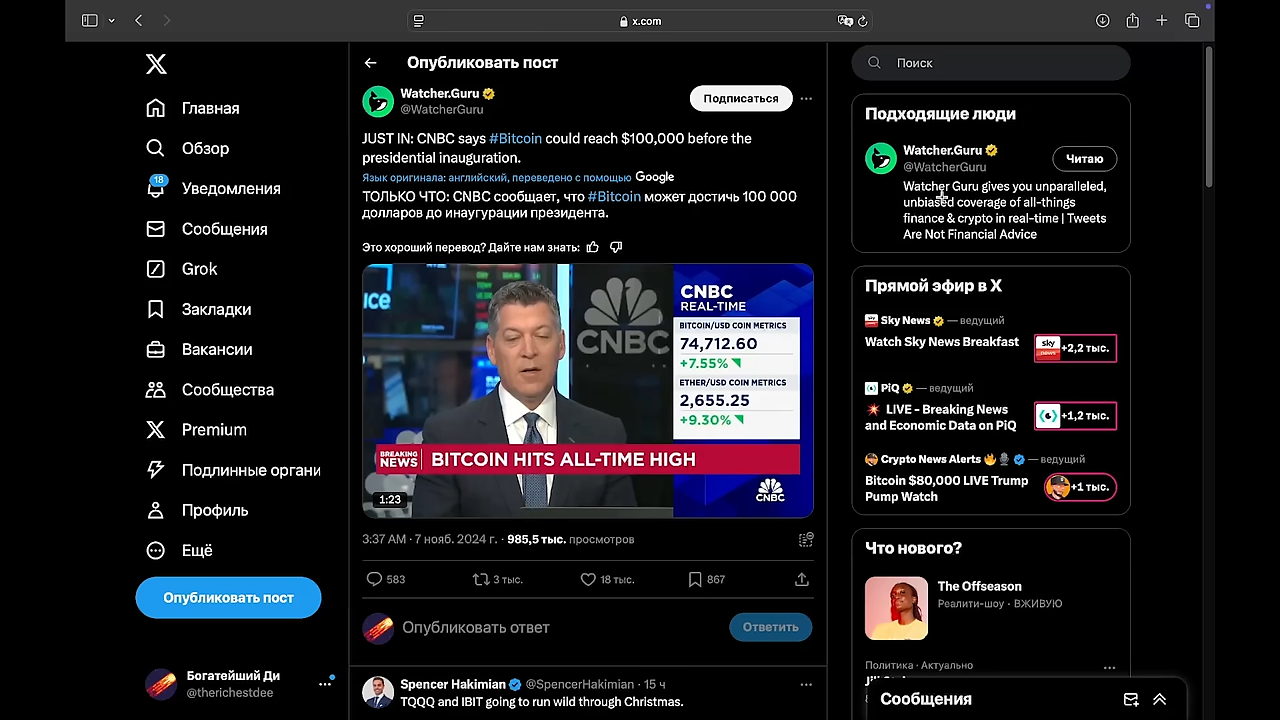 x.com
Главная
Обзор
18
Уведомления
Сообщения
Grok
Закладки
Вакансии
Сообщества
Premium
Подлинные органи
Профиль
Ещё
Опубликовать пост
Богатейший Ди
@therichestdee
Опубликовать пост
Watcher.Guru
@WatcherGuru
Подписаться
JUST IN: CNBC says #Bitcoin could reach $100,000 before the
presidential inauguration.
Язык оригинала: английский, переведено с помощью Google
ТОЛЬКО ЧТО: CNBC сообщает, что #Bitcoin может достичь 100 000
долларов до инаугурации президента.
Это хороший перевод? Дайте нам знать:
CNBC
CNBC
REAL-TIME
BITCOIN/USD COIN METRICS
74,712.60
+7.55%
ETHER/USD COIN METRICS
2,655.25
+9.30%
BREAKING
NEWS
BITCOIN HITS ALL-TIME HIGH
CNBC
1:23
3:37 AM · 7 нояб. 2024 г. · 985,5 тыс. просмотров
583
3 тыс.
18 тыс.
867
Опубликовать ответ
Ответить
Spencer Hakimian @SpencerHakimian · 15 ч
TQQQ and IBIT going to run wild through Christmas.
Поиск
Подходящие люди
Watcher.Guru
@WatcherGuru
Читаю
Watcher Guru gives you unparalleled,
unbiased coverage of all-things
finance & crypto in real-time | Tweets
Are Not Financial Advice
Прямой эфир в X
Sky News — ведущий
Watch Sky News Breakfast
sky
news
+2,2 тыс.
PiQ — ведущий
LIVE - Breaking News
and Economic Data on PiQ
+1,2 тыс.
Crypto News Alerts — ведущий
Bitcoin $80,000 LIVE Trump
Pump Watch
+1 тыс.
Что нового?
The Offseason
Реалити-шоу · ВЖИВУЮ
Политика · Актуально
Сообщения